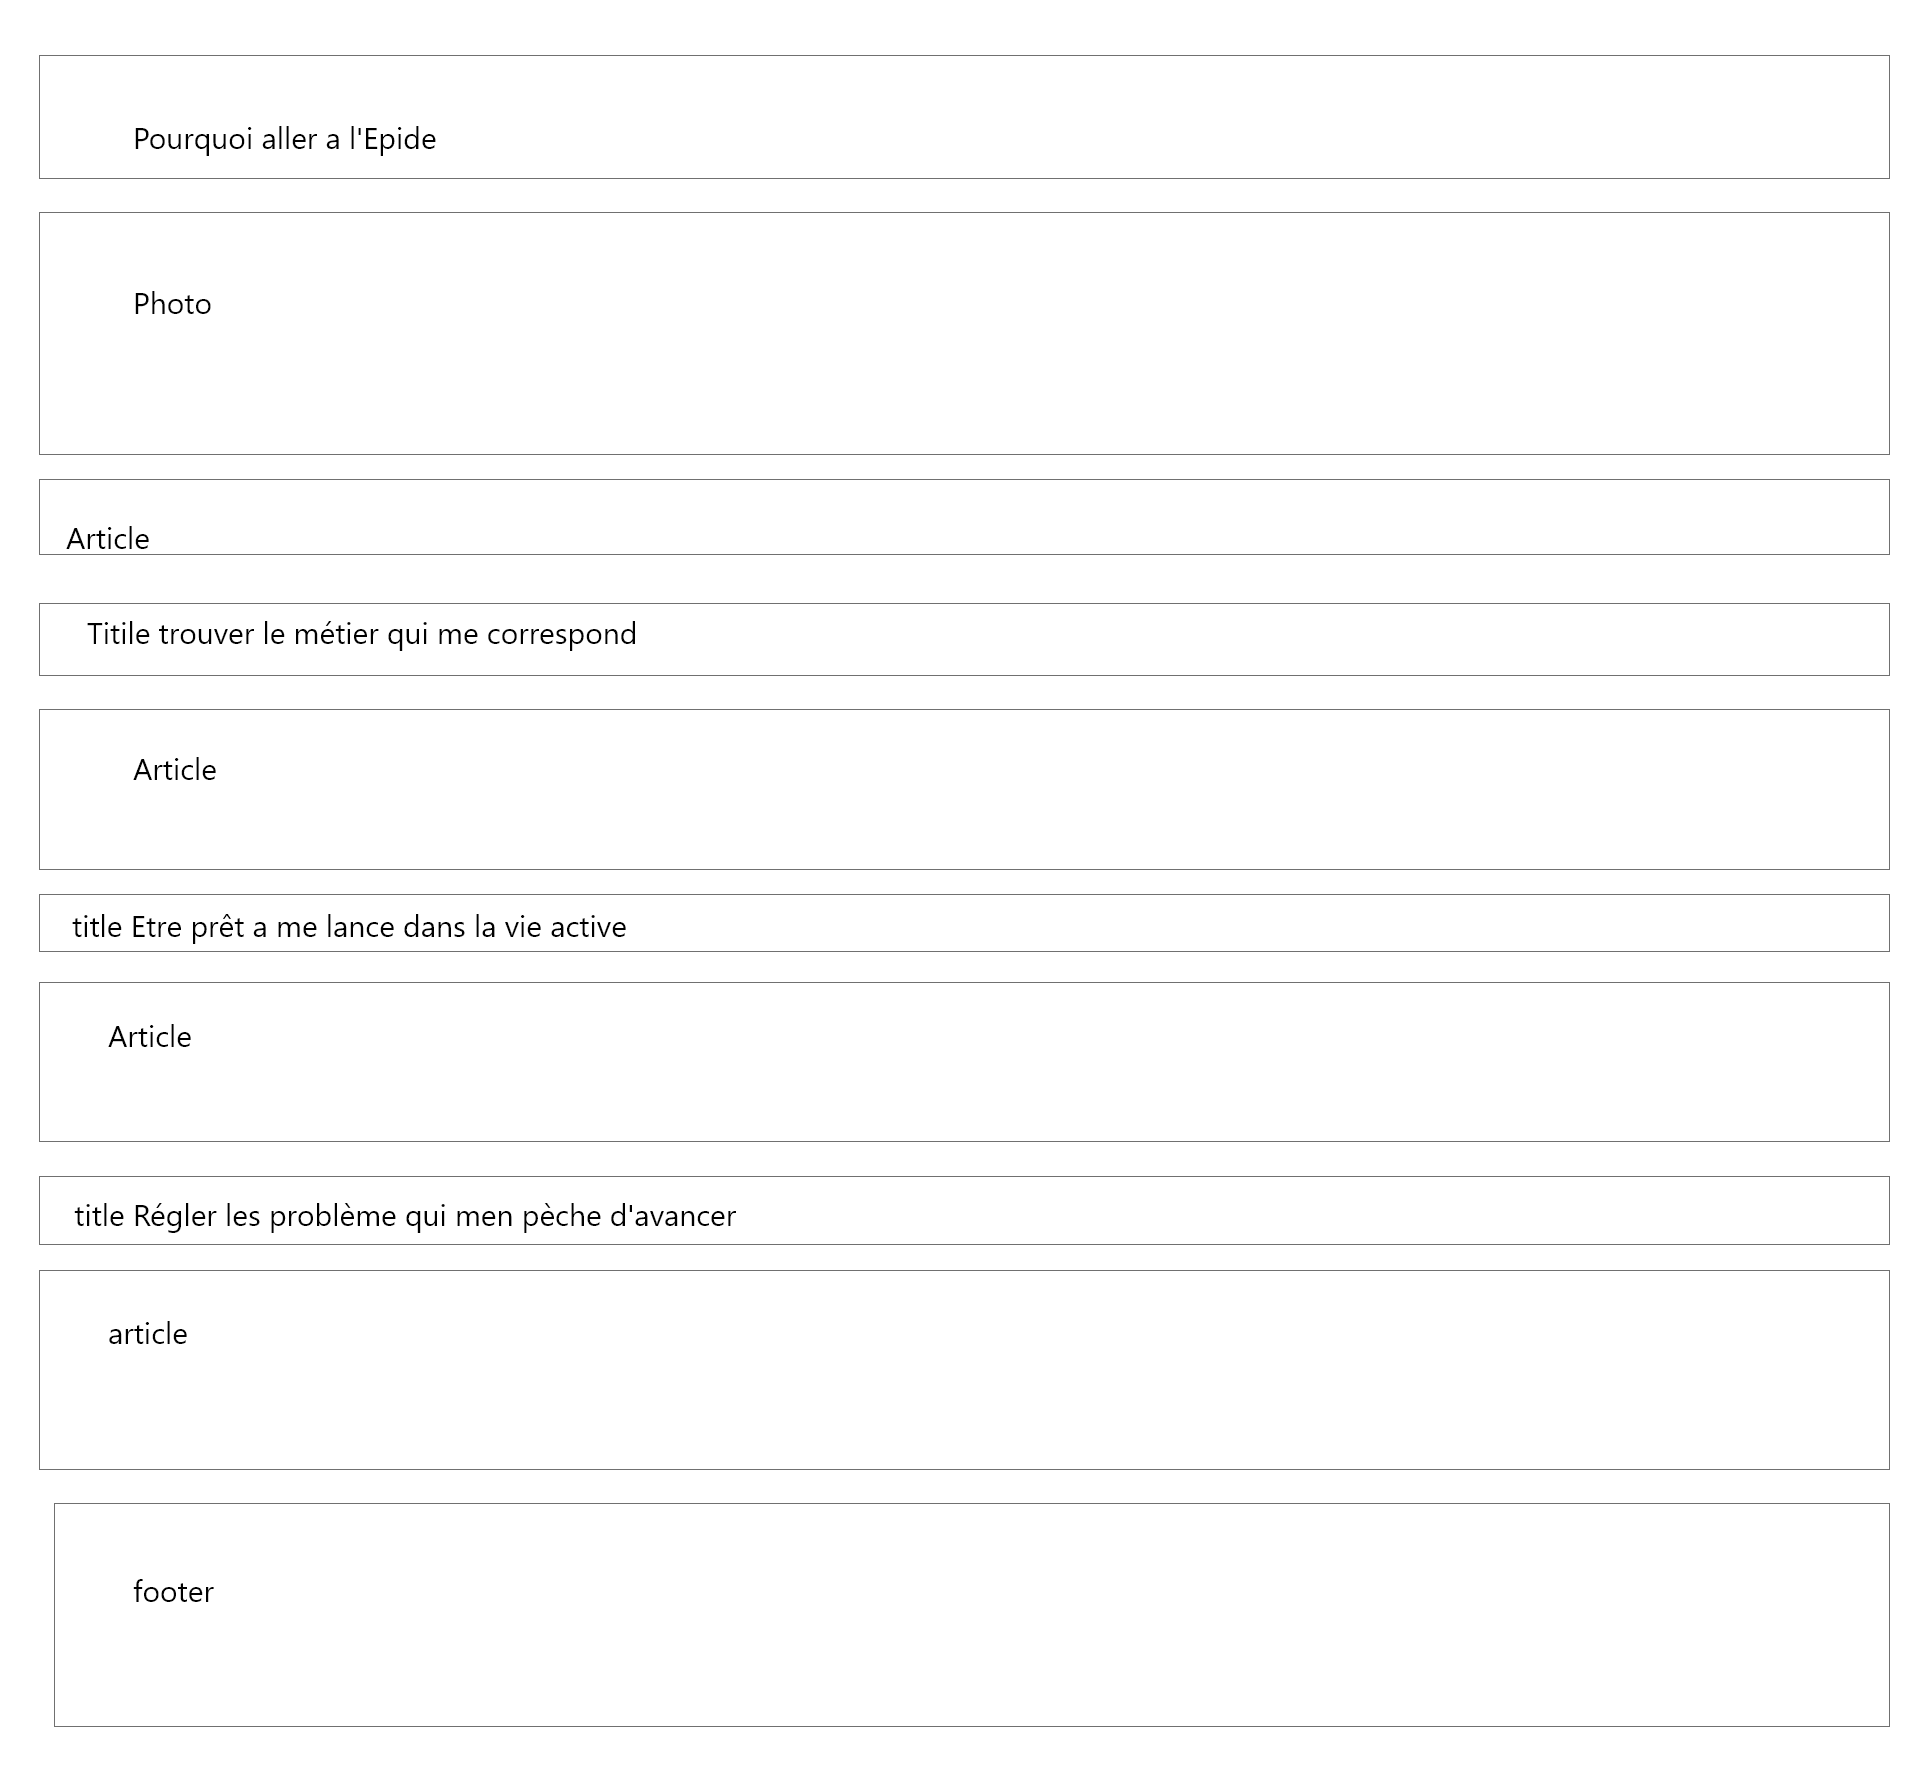 Pourquoi aller a l'Epide
Photo
Article
Titile trouver le métier qui me correspond
Article
title Etre prêt a me lance dans la vie active
Article
title Régler les problème qui men pèche d'avancer
article
footer